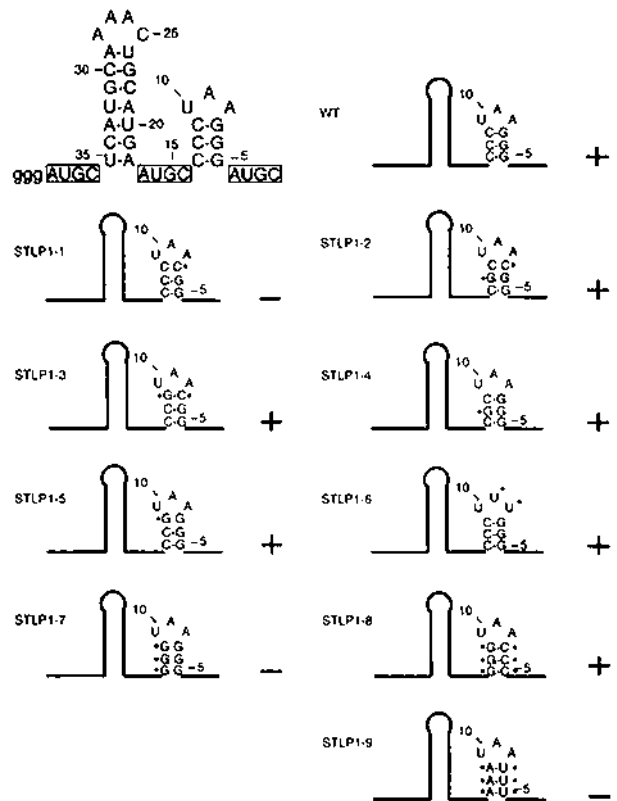 A A
A C -25
A U
30 - C-G
G-C
U-A
A-U -20
C-G
35 U-A
10 A
U A
C-G
15 C-G
C-G -5
ggg AUGC AUGC AUGC
WT
10 A
U A
C G
C G
C-G -5
+
STLP1-1
10 A
U A
C C*
C-G
C-G -5
−
STLP1-2
10 A
U A
C C*
*G G
C-G -5
+
STLP1-3
10 A
U A
*G-C*
C-G
C-G -5
+
STLP1-4
10 A
U A
C G
*G G
C-G -5
+
STLP1-5
10 A
U A
*G G
C-G
C-G -5
+
STLP1-6
10 U*
U U*
C-G
C-G
C-G -5
+
STLP1-7
10 A
U A
*G G
*G G
*G G -5
−
STLP1-8
10 A
U A
*G-C*
*G-C*
*G-C* -5
+
STLP1-9
10 A
U A
*A-U*
*A-U*
*A-U* -5
−